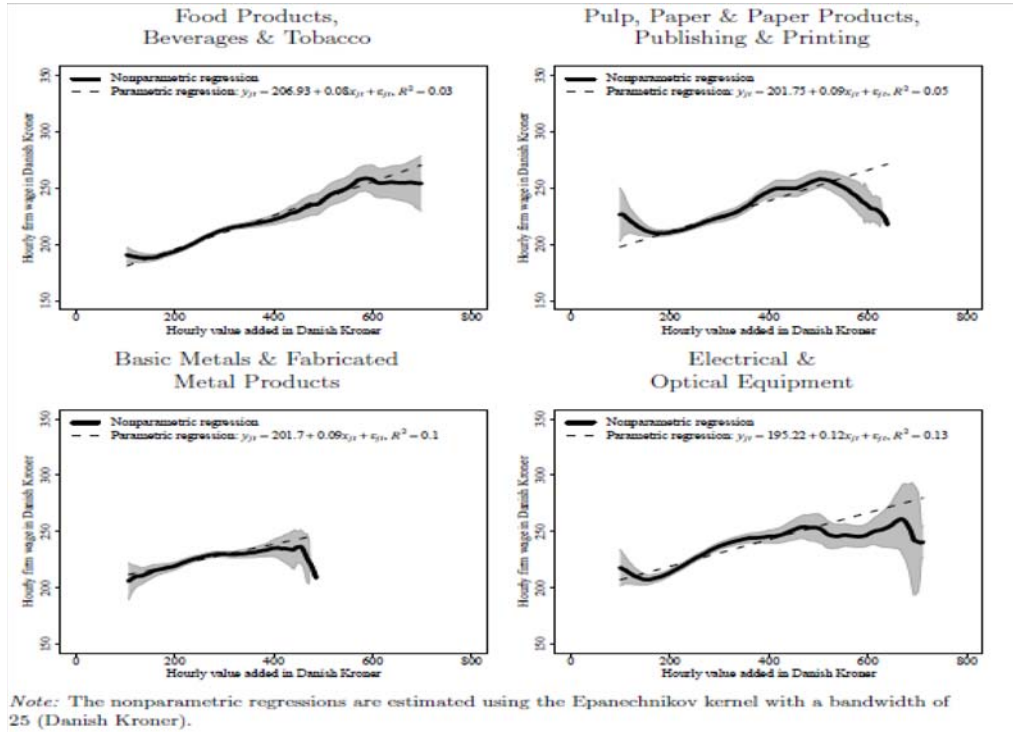 Food Products,
Beverages & Tobacco
350
300
250
200
150
Hourly firm wage in Danish Kroner
Nonparametric regression
Parametric regression: yⱼₜ − 206.93 + 0.08xⱼₜ + εⱼₜ, R² − 0.03
0 200 400 600 800
Hourly value added in Danish Kroner
Pulp, Paper & Paper Products,
Publishing & Printing
350
300
250
200
150
Hourly firm wage in Danish Kroner
Nonparametric regression
Parametric regression: yⱼₜ − 201.75 + 0.09xⱼₜ + εⱼₜ, R² − 0.05
0 200 400 600 800
Hourly value added in Danish Kroner
Basic Metals & Fabricated
Metal Products
350
300
250
200
150
Hourly firm wage in Danish Kroner
Nonparametric regression
Parametric regression: yⱼₜ − 201.7 + 0.09xⱼₜ + εⱼₜ, R² − 0.1
0 200 400 600 800
Hourly value added in Danish Kroner
Electrical &
Optical Equipment
350
300
250
200
150
Hourly firm wage in Danish Kroner
Nonparametric regression
Parametric regression: yⱼₜ − 195.22 + 0.12xⱼₜ + εⱼₜ, R² − 0.13
0 200 400 600 800
Hourly value added in Danish Kroner
Note: The nonparametric regressions are estimated using the Epanechnikov kernel with a bandwidth of
25 (Danish Kroner).